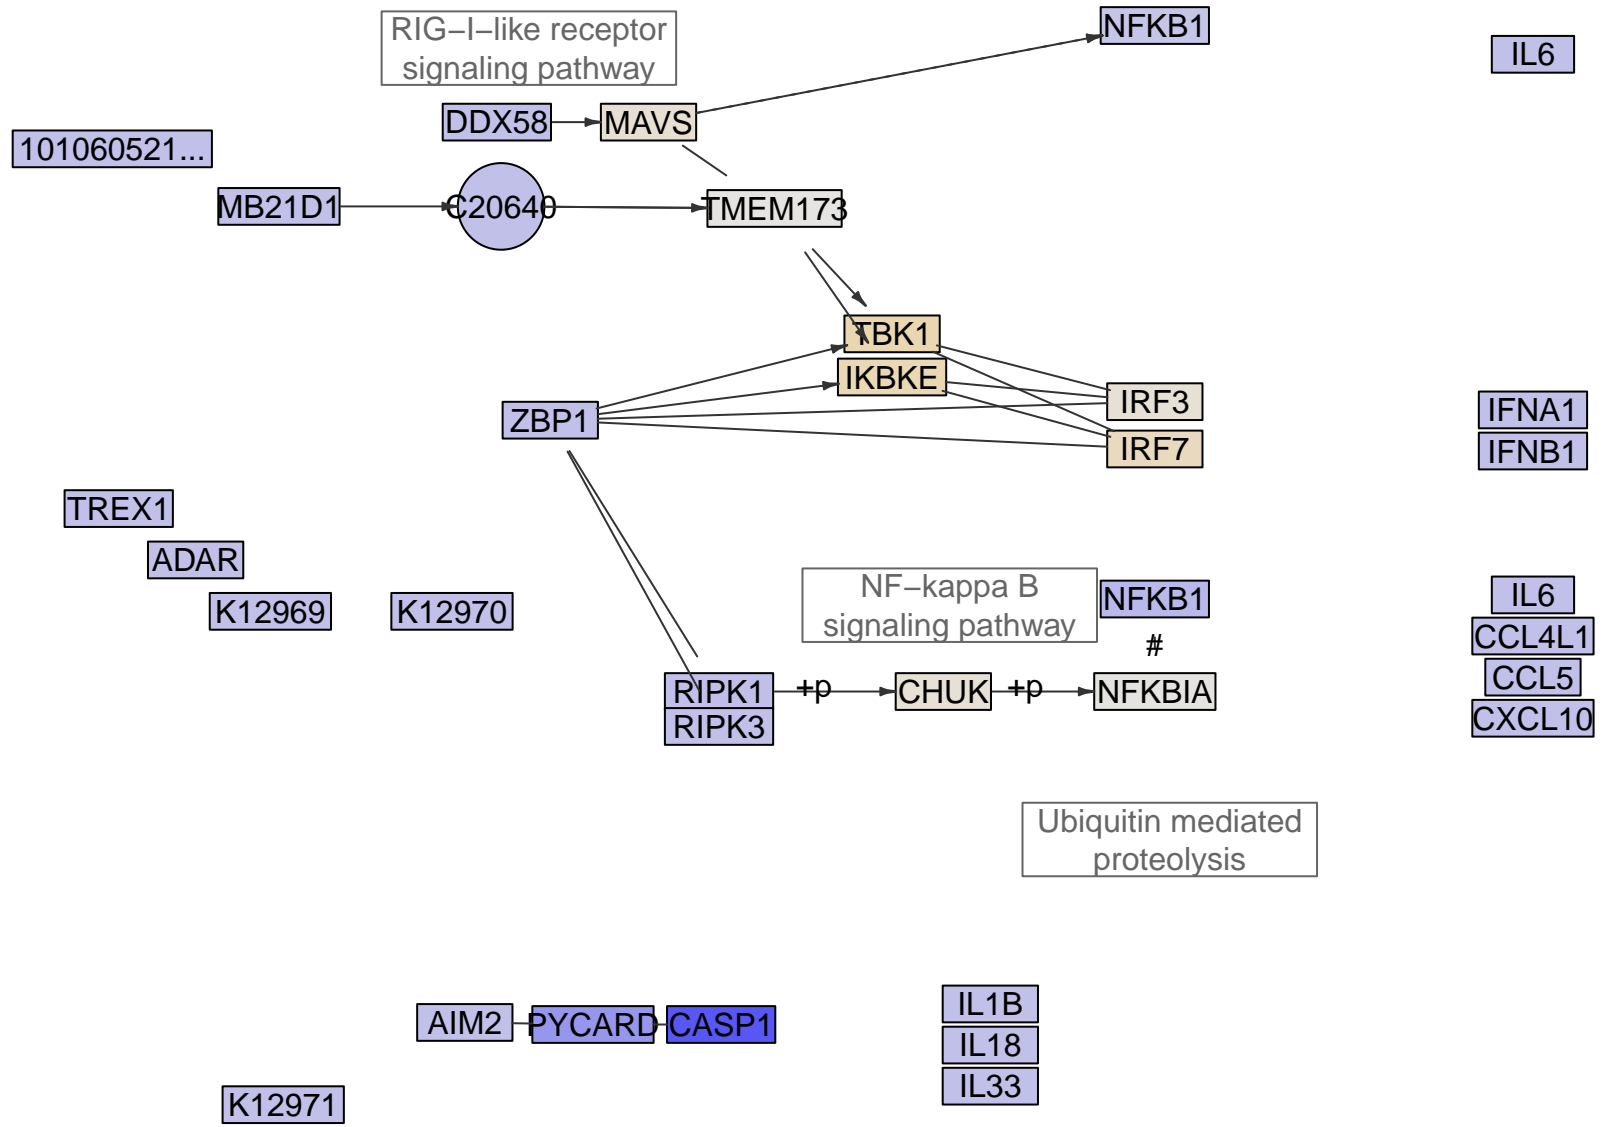 RIG−I−like receptor
signaling pathway
NFKB1
IL6
DDX58
MAVS
101060521...
MB21D1
C20640
TMEM173
TBK1
IKBKE
ZBP1
IRF3
IRF7
IFNA1
IFNB1
TREX1
ADAR
K12969
K12970
NF−kappa B
signaling pathway
NFKB1
#
IL6
CCL4L1
CCL5
CXCL10
RIPK1
+p
CHUK
+p
NFKBIA
RIPK3
Ubiquitin mediated
proteolysis
AIM2
PYCARD
CASP1
IL1B
IL18
IL33
K12971